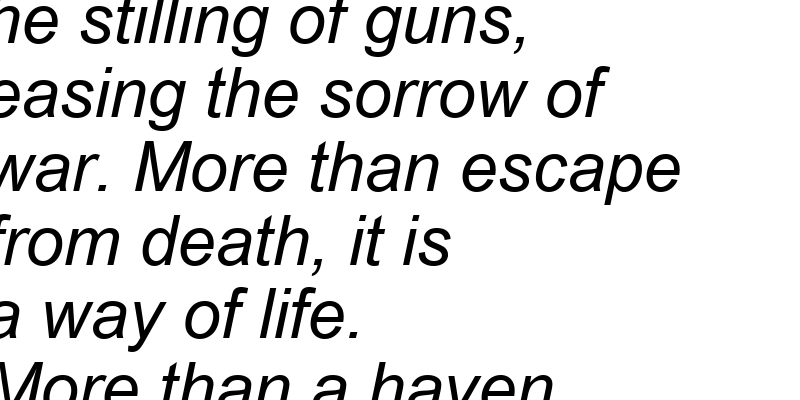 he stilling of guns,
easing the sorrow of
war. More than escape
from death, it is
a way of life.
More than a haven